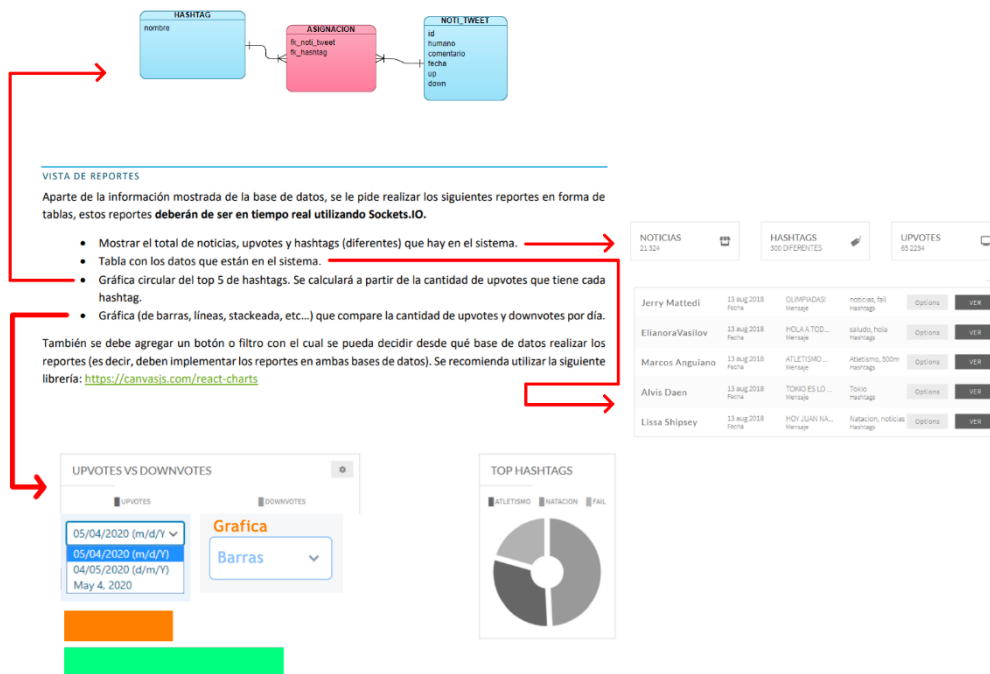 HASHTAG
nombre
ASIGNACION
fk_noti_tweet
fk_hashtag
NOTI_TWEET
id
humano
comentario
fecha
up
down
VISTA DE REPORTES
Aparte de la información mostrada de la base de datos, se le pide realizar los siguientes reportes en forma de
tablas, estos reportes deberán de ser en tiempo real utilizando Sockets.IO.
• Mostrar el total de noticias, upvotes y hashtags (diferentes) que hay en el sistema.
• Tabla con los datos que están en el sistema.
• Gráfica circular del top 5 de hashtags. Se calculará a partir de la cantidad de upvotes que tiene cada
hashtag.
• Gráfica (de barras, líneas, stackeada, etc...) que compare la cantidad de upvotes y downvotes por día.
También se debe agregar un botón o filtro con el cual se pueda decidir desde qué base de datos realizar los
reportes (es decir, deben implementar los reportes en ambas bases de datos). Se recomienda utilizar la siguiente
librería: https://canvasjs.com/react-charts
NOTICIAS
21 324
HASHTAGS
300 DIFERENTES
UPVOTES
65 2234
Jerry Mattedi 13 aug 2018 OLIMPIADAS! noticias, fail Options VER
Fecha Mensaje Hashtags
ElianoraVasilov 13 aug 2018 HOLA A TOD... saludo, hola Options VER
Fecha Mensaje Hashtags
Marcos Anguiano 13 aug 2018 ATLETISMO ... Atletismo, 500m Options VER
Fecha Mensaje Hashtags
Alvis Daen 13 aug 2018 TOKIO ES LO ... Tokio Options VER
Fecha Mensaje Hashtags
Lissa Shipsey 13 aug 2018 HOY JUAN NA... Natacion, noticias Options VER
Fecha Mensaje Hashtags
UPVOTES VS DOWNVOTES
UPVOTES DOWNVOTES
05/04/2020 (m/d/Y
05/04/2020 (m/d/Y)
04/05/2020 (d/m/Y)
May 4, 2020
Grafica
Barras
TOP HASHTAGS
ATLETISMO NATACION FAIL